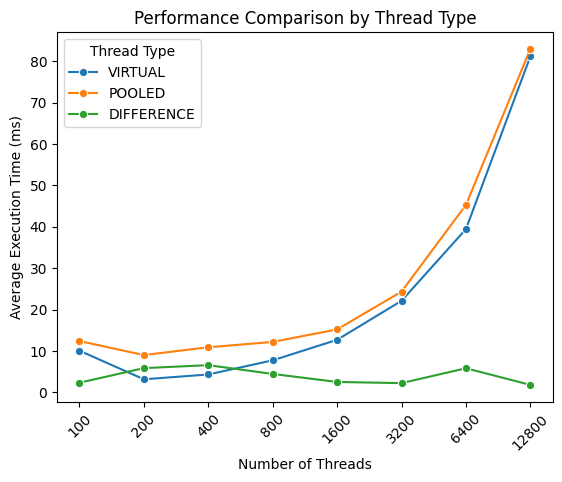 Performance Comparison by Thread Type
Thread Type
VIRTUAL
POOLED
DIFFERENCE
Average Execution Time (ms)
80
70
60
50
40
30
20
10
0
100
200
400
800
1600
3200
6400
12800
Number of Threads